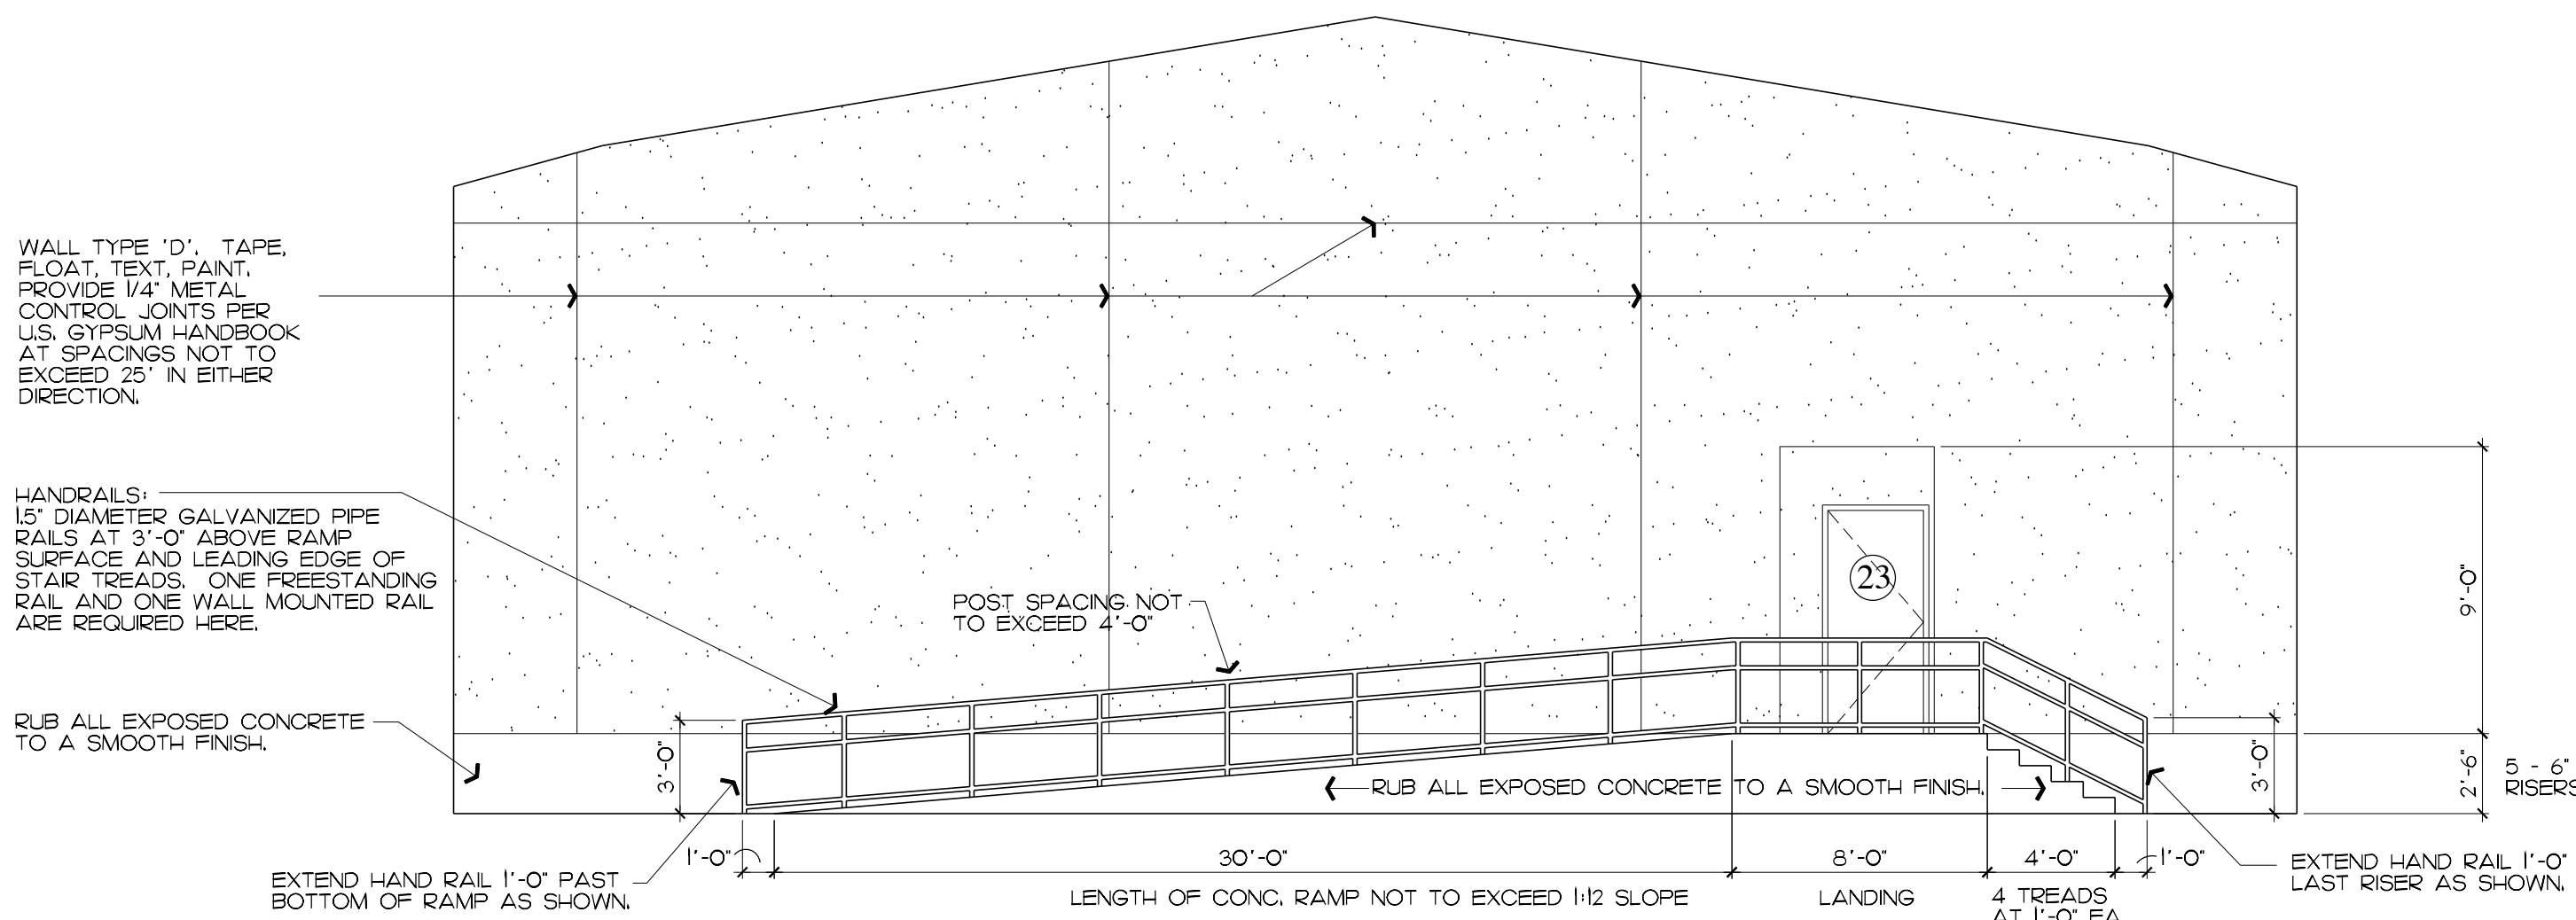 WALL TYPE 'D'. TAPE,
FLOAT, TEXT, PAINT.
PROVIDE 1/4" METAL
CONTROL JOINTS PER
U.S. GYPSUM HANDBOOK
AT SPACINGS NOT TO
EXCEED 25' IN EITHER
DIRECTION.
HANDRAILS:
1.5" DIAMETER GALVANIZED PIPE
RAILS AT 3'-0" ABOVE RAMP
SURFACE AND LEADING EDGE OF
STAIR TREADS. ONE FREESTANDING
RAIL AND ONE WALL MOUNTED RAIL
ARE REQUIRED HERE.
POST SPACING NOT
TO EXCEED 4'-0"
23
9'-0"
RUB ALL EXPOSED CONCRETE
TO A SMOOTH FINISH.
3'-0"
RUB ALL EXPOSED CONCRETE TO A SMOOTH FINISH.
3'-0"
2'-6"
5 - 6"
RISERS
1'-0"
30'-0"
8'-0"
4'-0"
1'-0"
EXTEND HAND RAIL 1'-0" PAST
BOTTOM OF RAMP AS SHOWN.
LENGTH OF CONC. RAMP NOT TO EXCEED 1:12 SLOPE
LANDING
4 TREADS
AT 1'-0" EA
EXTEND HAND RAIL 1'-0"
LAST RISER AS SHOWN.